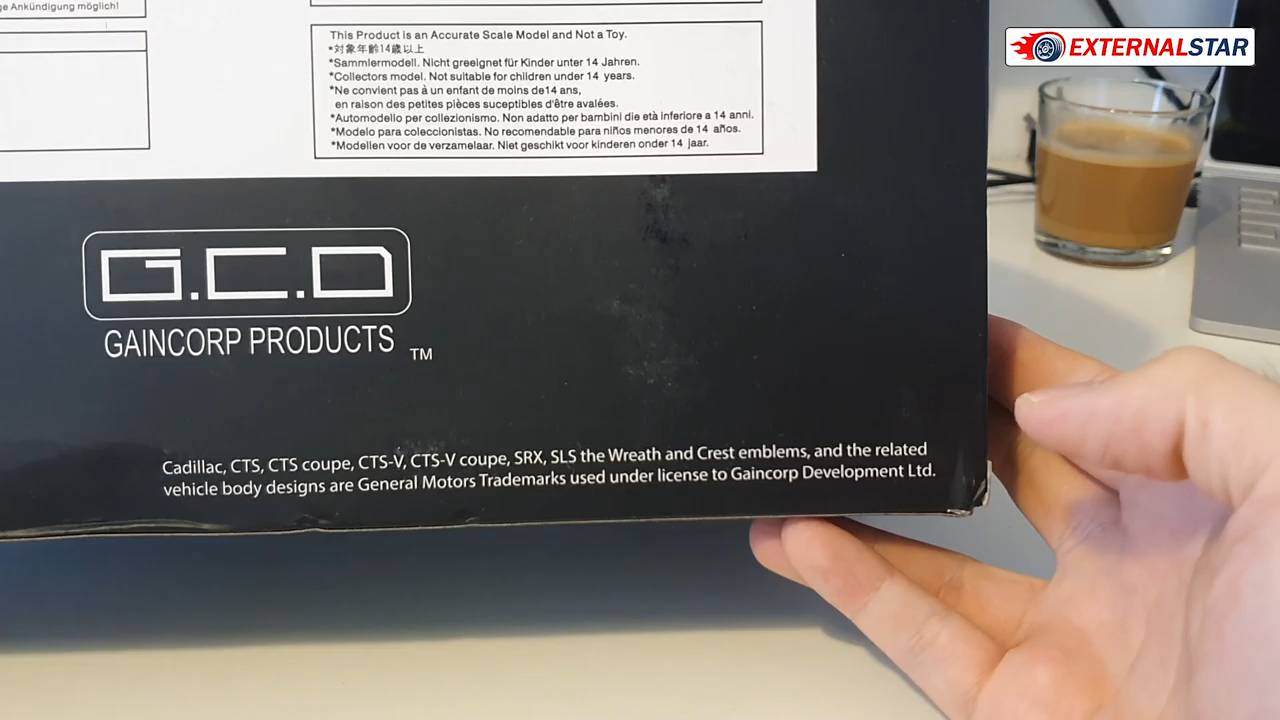 ge Ankündigung möglich!
This Product is an Accurate Scale Model and Not a Toy.
*対象年齢14歳以上
*Sammlermodell. Nicht geeignet für Kinder unter 14 Jahren.
*Collectors model. Not suitable for children under 14 years.
*Ne convient pas à un enfant de moins de14 ans,
en raison des petites pièces suceptibles d'être avalées.
*Automodello per collezionismo. Non adatto per bambini die età inferiore a 14 anni.
*Modelo para coleccionistas. No recomendable para niños menores de 14 años.
*Modellen voor de verzamelaar. Niet geschikt voor kinderen onder 14 jaar.
EXTERNALSTAR
G.C.D
GAINCORP PRODUCTS TM
Cadillac, CTS, CTS coupe, CTS-V, CTS-V coupe, SRX, SLS the Wreath and Crest emblems, and the related
vehicle body designs are General Motors Trademarks used under license to Gaincorp Development Ltd.